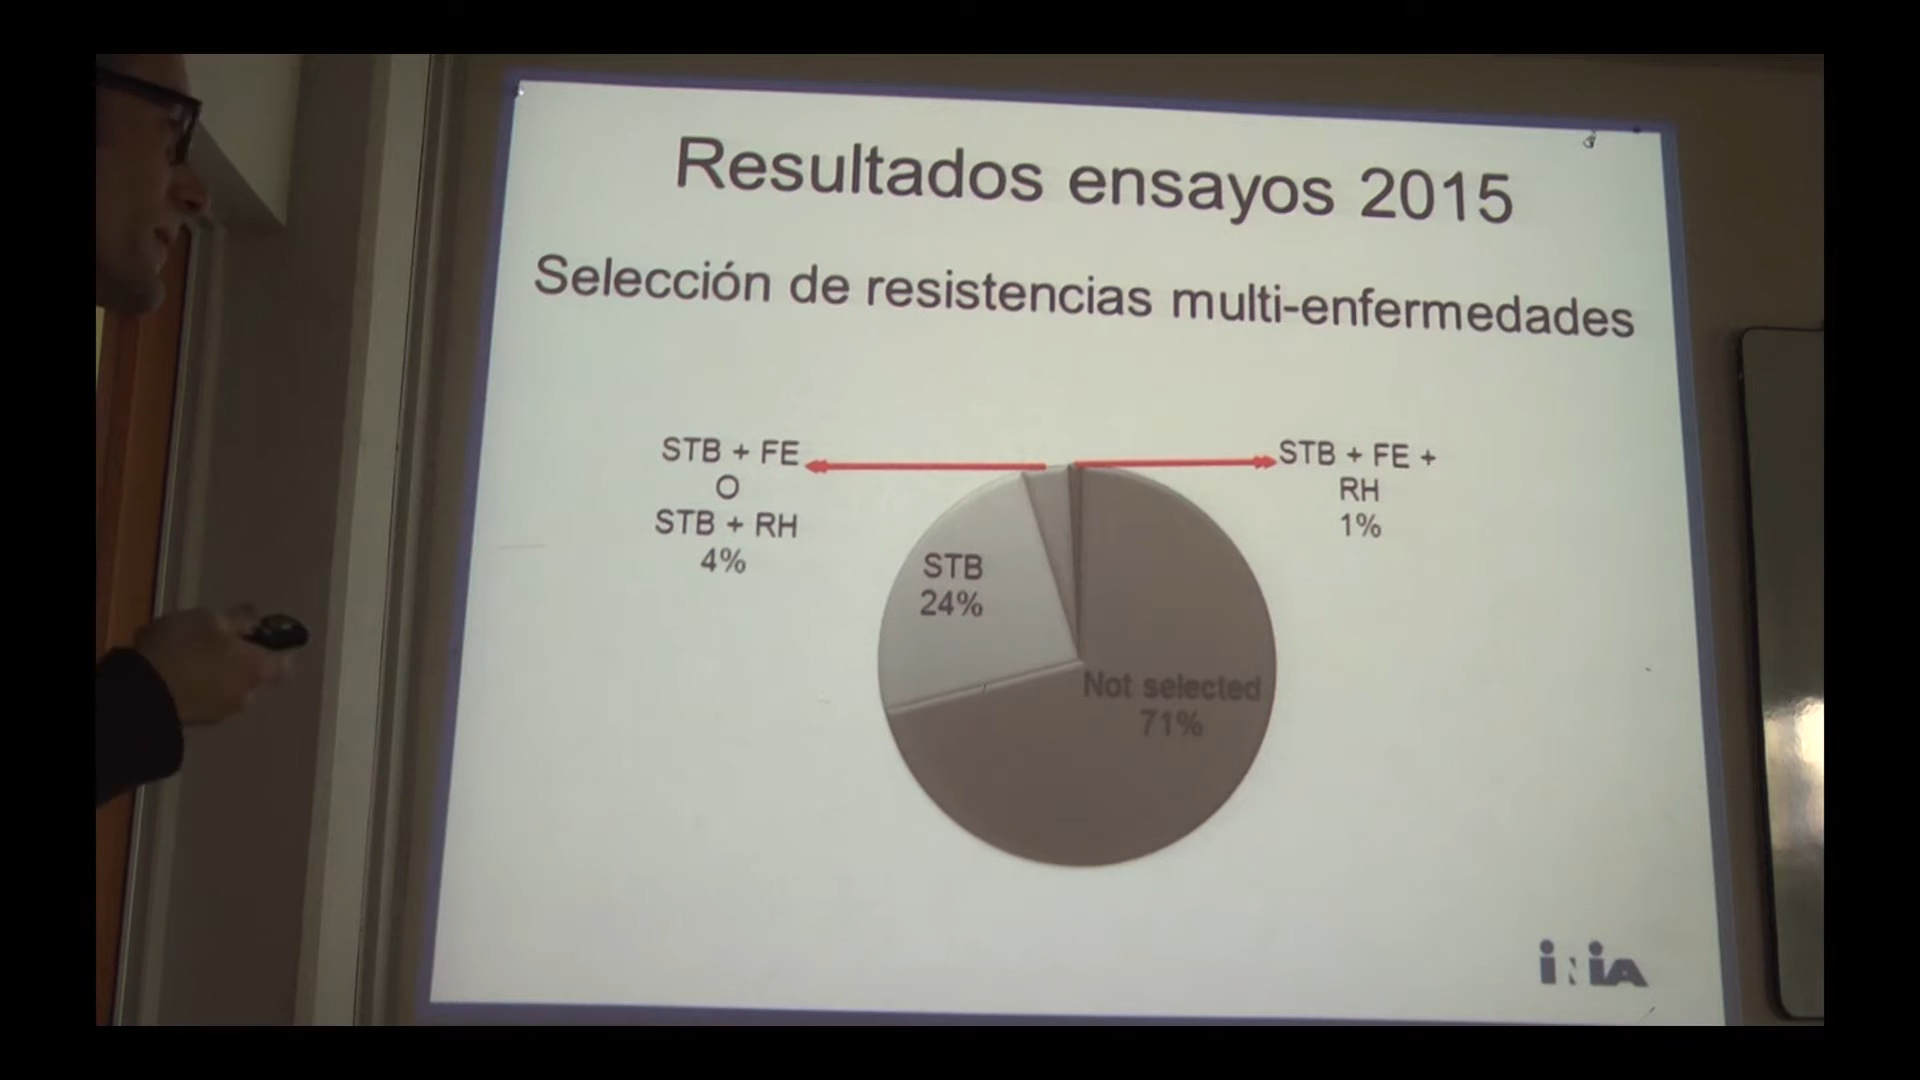 Resultados ensayos 2015
Selección de resistencias multi-enfermedades
STB + FE
O
STB + RH
4%
STB + FE +
RH
1%
STB
24%
Not selected
71%
iNiA